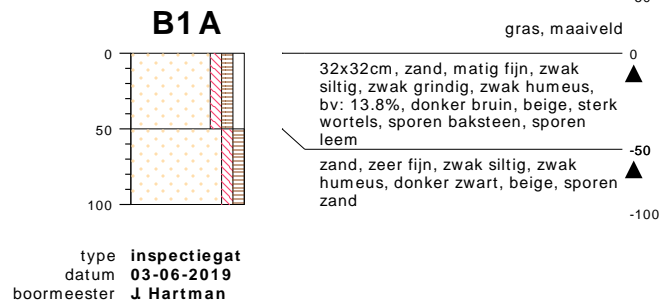 B1A
gras, maaiveld
0
0
32x32cm, zand, matig fijn, zwak
siltig, zwak grindig, zwak humeus,
bv: 13.8%, donker bruin, beige, sterk
wortels, sporen baksteen, sporen
leem
50
-50
zand, zeer fijn, zwak siltig, zwak
humeus, donker zwart, beige, sporen
zand
100
-100
type inspectiegat
datum 03-06-2019
boormeester J. Hartman